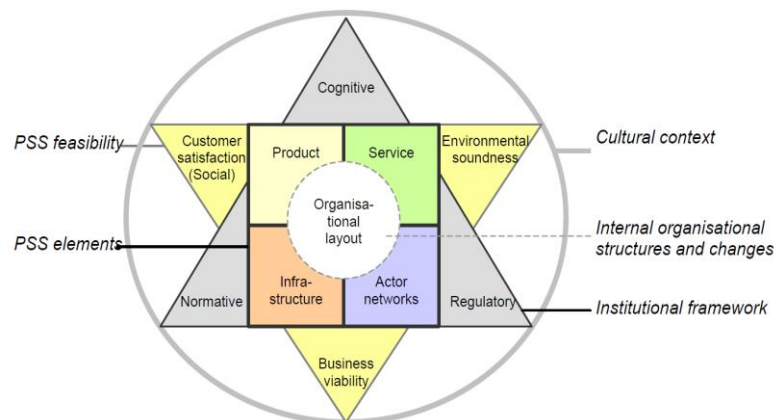 Cognitive
PSS feasibility
Customer
satisfaction
(Social)
Product
Service
Environmental
soundness
Cultural context
Organisa-
tional
layout
PSS elements
Internal organisational
structures and changes
Normative
Infra-
structure
Actor
networks
Regulatory
Institutional framework
Business
viability